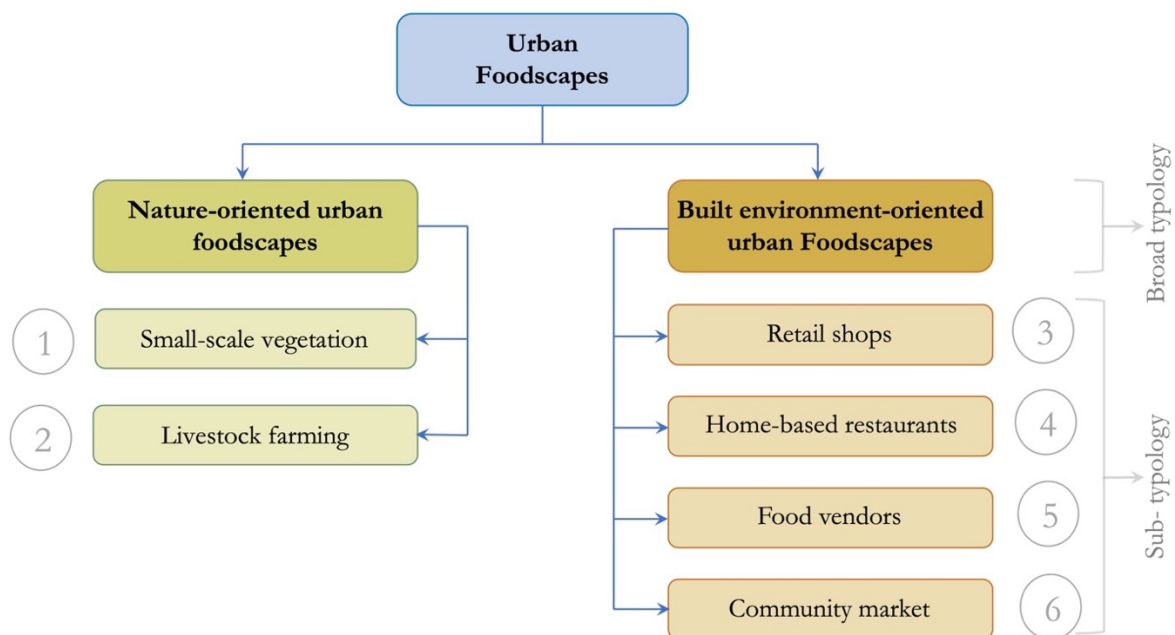 Urban
Foodscapes
Nature-oriented urban
foodscapes
Built environment-oriented
urban Foodscapes
Broad typology
1
Small-scale vegetation
Retail shops
3
2
Livestock farming
Home-based restaurants
4
Food vendors
5
Community market
6
Sub- typology